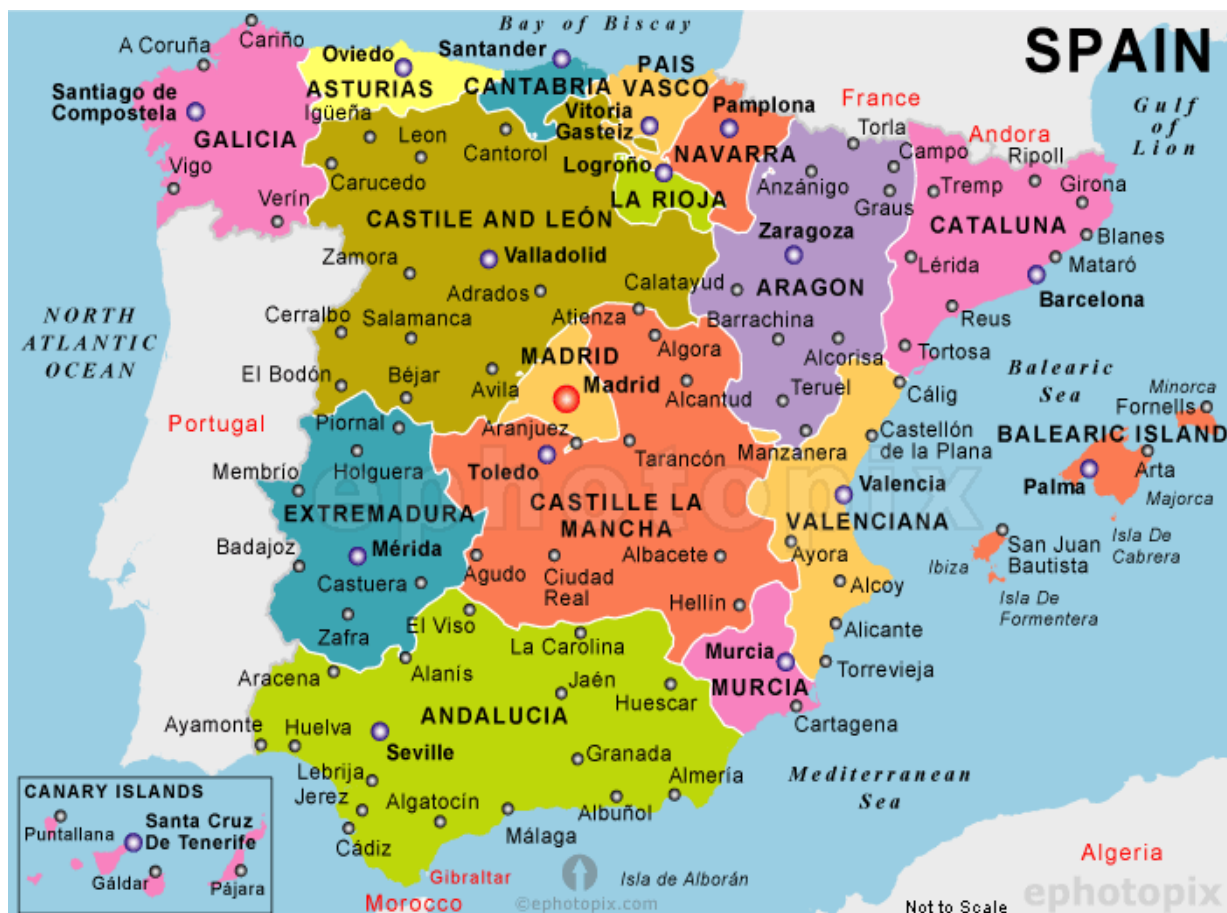 SPAIN
Bay of Biscay
Cariño
A Coruña
Santiago de
Compostela
GALICIA
Vigo
Verín
Oviedo
ASTURIAS
Santander
CANTABRIA
PAIS
VASCO
Vitoria
Gasteiz
Pamplona
NAVARRA
Logroño
LA RIOJA
France
Andora
Gulf
of
Lion
Igüeña
Leon
Cantorol
Carucedo
CASTILE AND LEÓN
Zamora
Valladolid
Adrados
Cerralbo
Salamanca
Atienza
El Bodón
Béjar
Avila
Torla
Campo
Anzánigo
Graus
Zaragoza
Calatayud
ARAGON
Barrachina
Alcorisa
Teruel
Manzanera
Ripoll
Tremp
Girona
CATALUNA
Blanes
Lérida
Mataró
Barcelona
Reus
Tortosa
NORTH
ATLANTIC
OCEAN
Portugal
MADRID
Madrid
Algora
Alcantud
Aranjuez
Toledo
Tarancón
CASTILLE LA
MANCHA
Albacete
Agudo
Ciudad
Real
Hellín
Piornal
Holguera
Membrío
EXTREMADURA
Badajoz
Mérida
Castuera
Zafra
Cálig
Castellón
de la Plana
Valencia
VALENCIANA
Ayora
Alcoy
Alicante
Torrevieja
Balearic
Sea
Minorca
Fornells
BALEARIC ISLAND
Palma
Arta
Majorca
Isla De
Cabrera
San Juan
Bautista
Ibiza
Isla De
Formentera
El Viso
La Carolina
Alanís
Aracena
Jaén
Huescar
ANDALUCIA
Ayamonte
Huelva
Seville
Granada
Lebrija
Jerez
Algatocín
Almería
Albuñol
Málaga
Cádiz
Murcia
MURCIA
Cartagena
Mediterranean
Sea
CANARY ISLANDS
Puntallana
Santa Cruz
De Tenerife
Gáldar
Pájara
Gibraltar
Morocco
Isla de Alborán
Algeria
ephotopix
©ephotopix.com
ephotopix
Not to Scale